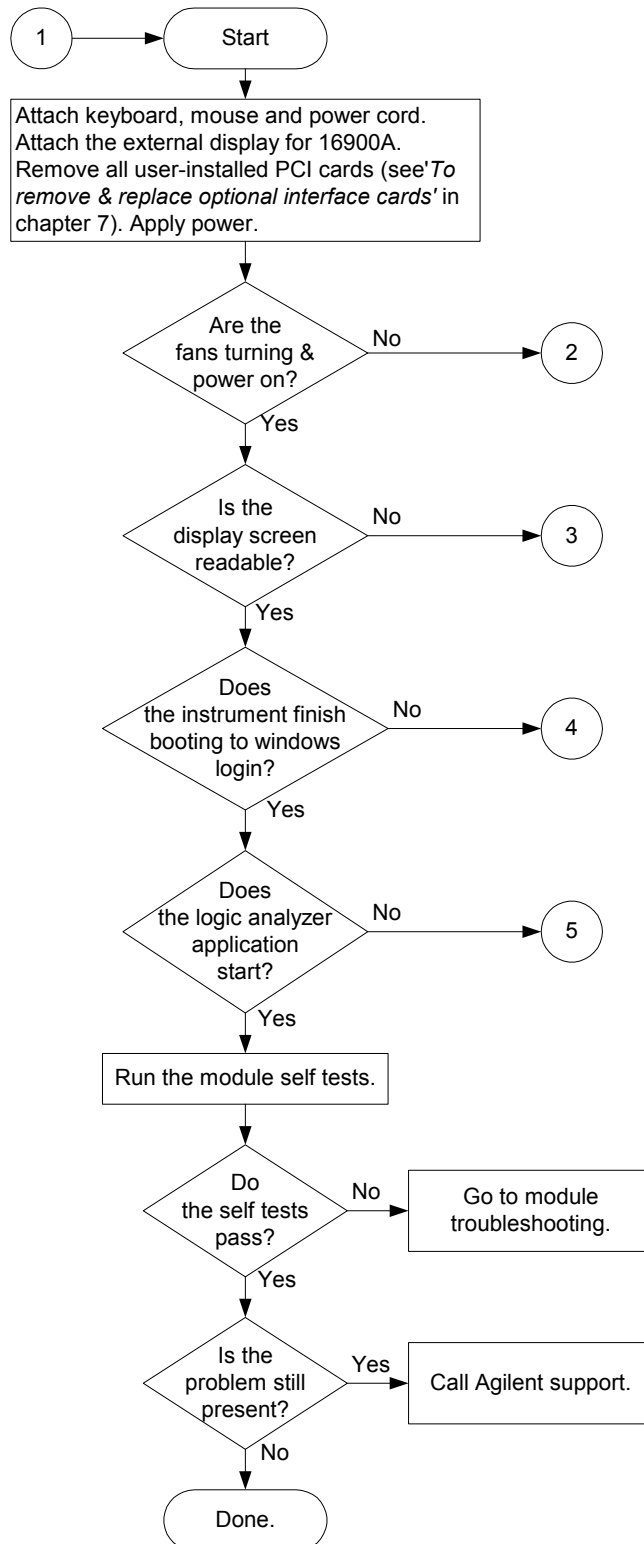 1
Start
Attach keyboard, mouse and power cord.
Attach the external display for 16900A.
Remove all user-installed PCI cards (see'To
remove & replace optional interface cards' in
chapter 7). Apply power.
Are the
fans turning &
power on?
No
2
Yes
Is the
display screen
readable?
No
3
Yes
Does
the instrument finish
booting to windows
login?
No
4
Yes
Does
the logic analyzer
application
start?
No
5
Yes
Run the module self tests.
Do
the self tests
pass?
No
Go to module
troubleshooting.
Yes
Is the
problem still
present?
Yes
Call Agilent support.
No
Done.